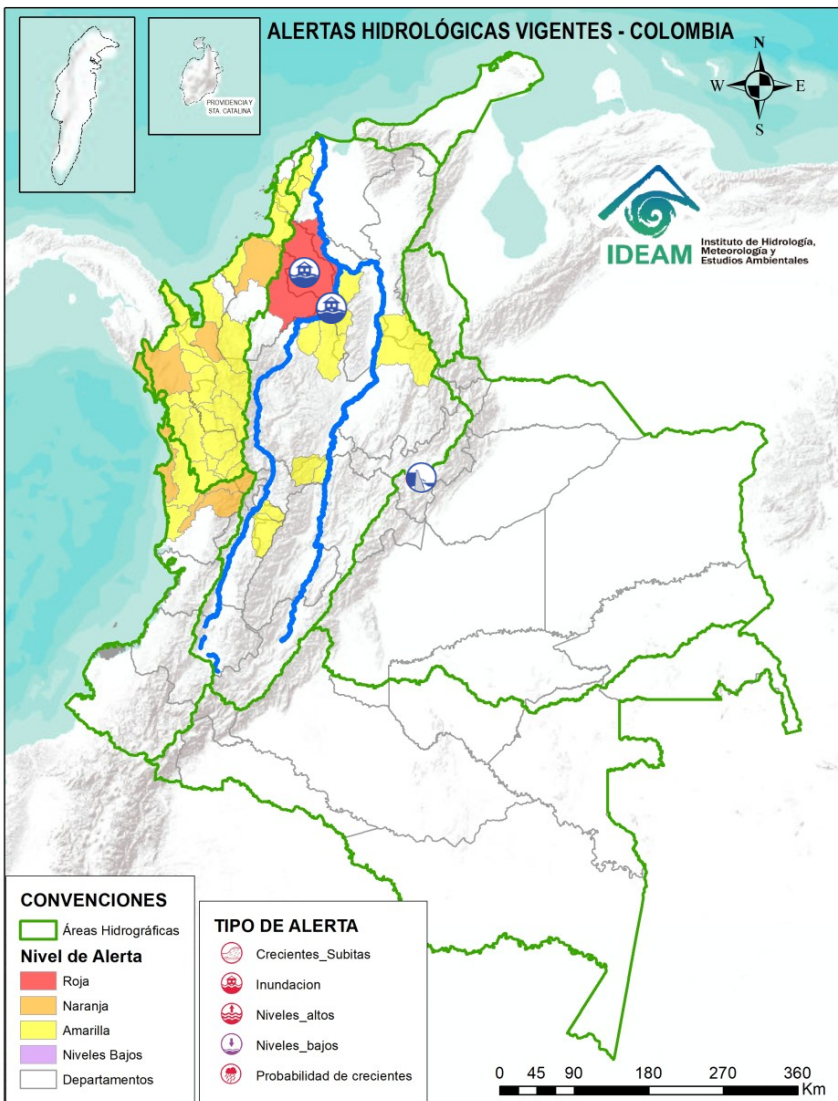 ALERTAS HIDROLÓGICAS VIGENTES - COLOMBIA
PROVIDENCIA Y
STA. CATALINA
N
W
E
S
IDEAM
Instituto de Hidrología,
Meteorología y
Estudios Ambientales
CONVENCIONES
Áreas Hidrográficas
Nivel de Alerta
Roja
Naranja
Amarilla
Niveles Bajos
Departamentos
TIPO DE ALERTA
Crecientes_Subitas
Inundacion
Niveles_altos
Niveles_bajos
Probabilidad de crecientes
0 45 90 180 270 360
Km